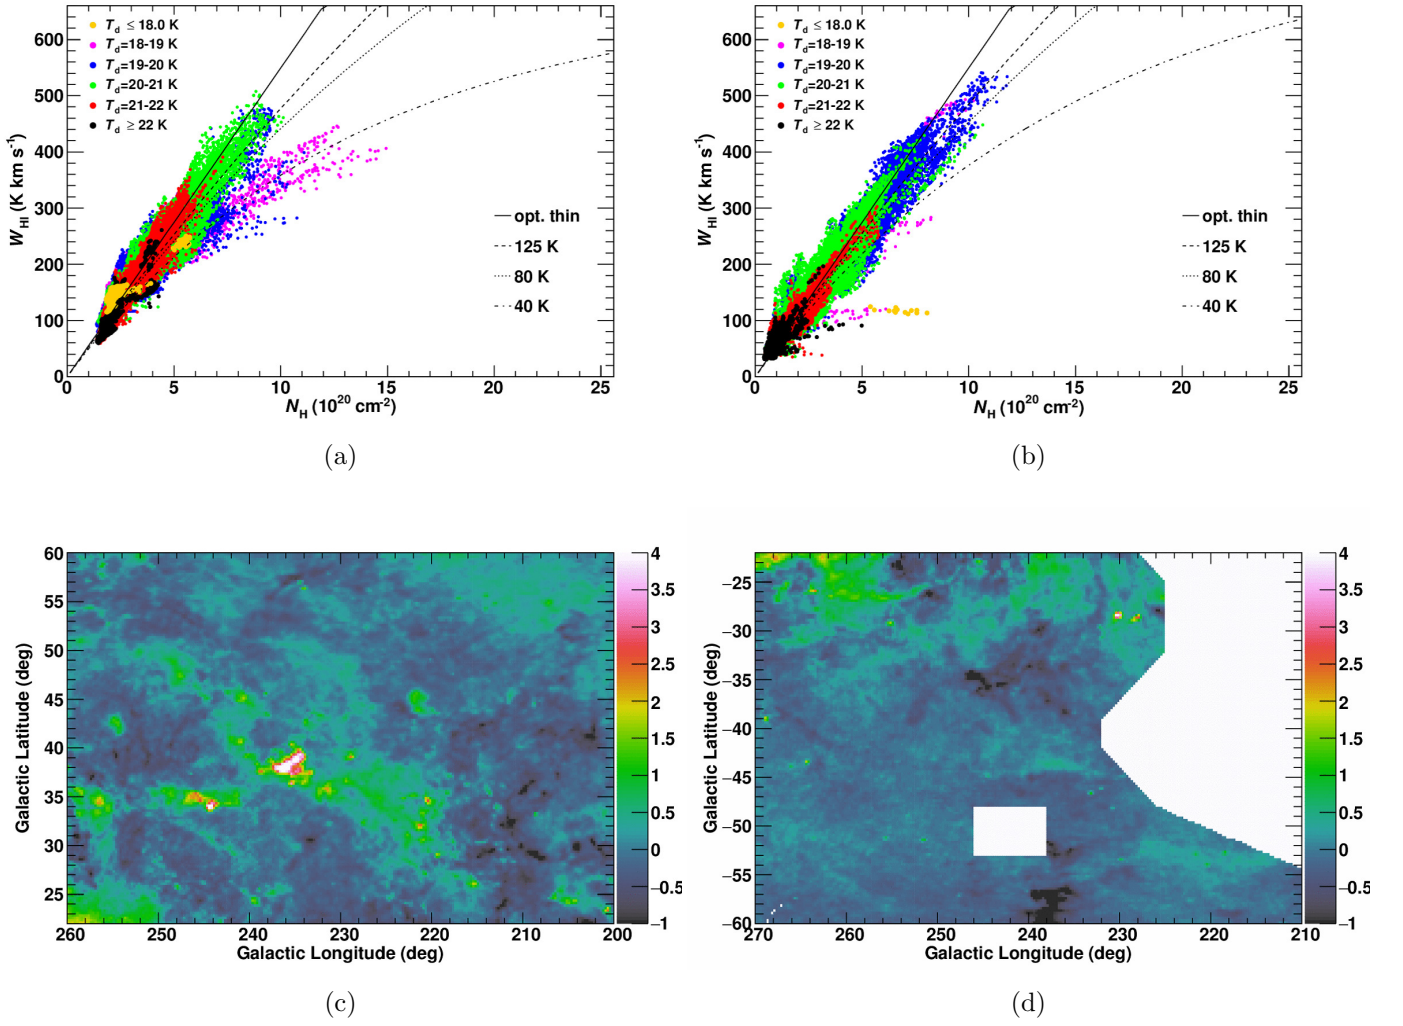 600
500
400
300
200
100
0
W_HI (K km s⁻¹)
T_d ≤ 18.0 K
T_d=18-19 K
T_d=19-20 K
T_d=20-21 K
T_d=21-22 K
T_d ≥ 22 K
opt. thin
125 K
80 K
40 K
0 5 10 15 20 25
N_H (10²⁰ cm⁻²)
(a)
600
500
400
300
200
100
0
W_HI (K km s⁻¹)
T_d ≤ 18.0 K
T_d=18-19 K
T_d=19-20 K
T_d=20-21 K
T_d=21-22 K
T_d ≥ 22 K
opt. thin
125 K
80 K
40 K
0 5 10 15 20 25
N_H (10²⁰ cm⁻²)
(b)
60
55
50
45
40
35
30
25
Galactic Latitude (deg)
260 250 240 230 220 210 200
Galactic Longitude (deg)
4
3.5
3
2.5
2
1.5
1
0.5
0
−0.5
−1
(c)
−25
−30
−35
−40
−45
−50
−55
−60
Galactic Latitude (deg)
270 260 250 240 230 220 210
Galactic Longitude (deg)
4
3.5
3
2.5
2
1.5
1
0.5
0
−0.5
−1
(d)